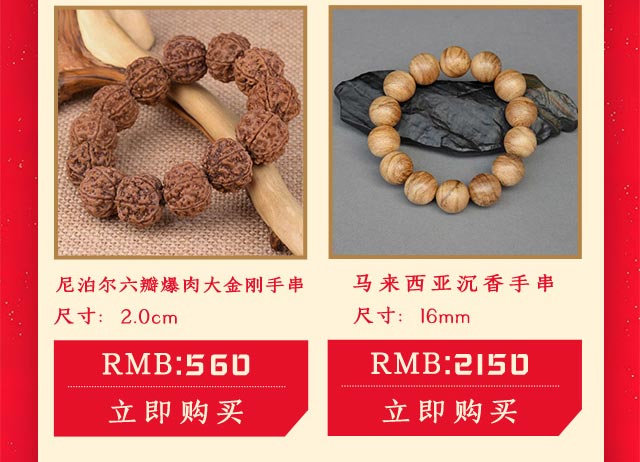 尼泊尔六瓣爆肉大金刚手串
尺寸: 2.0cm
RMB:560
立即购买
马来西亚沉香手串
尺寸: 16mm
RMB:2150
立即购买